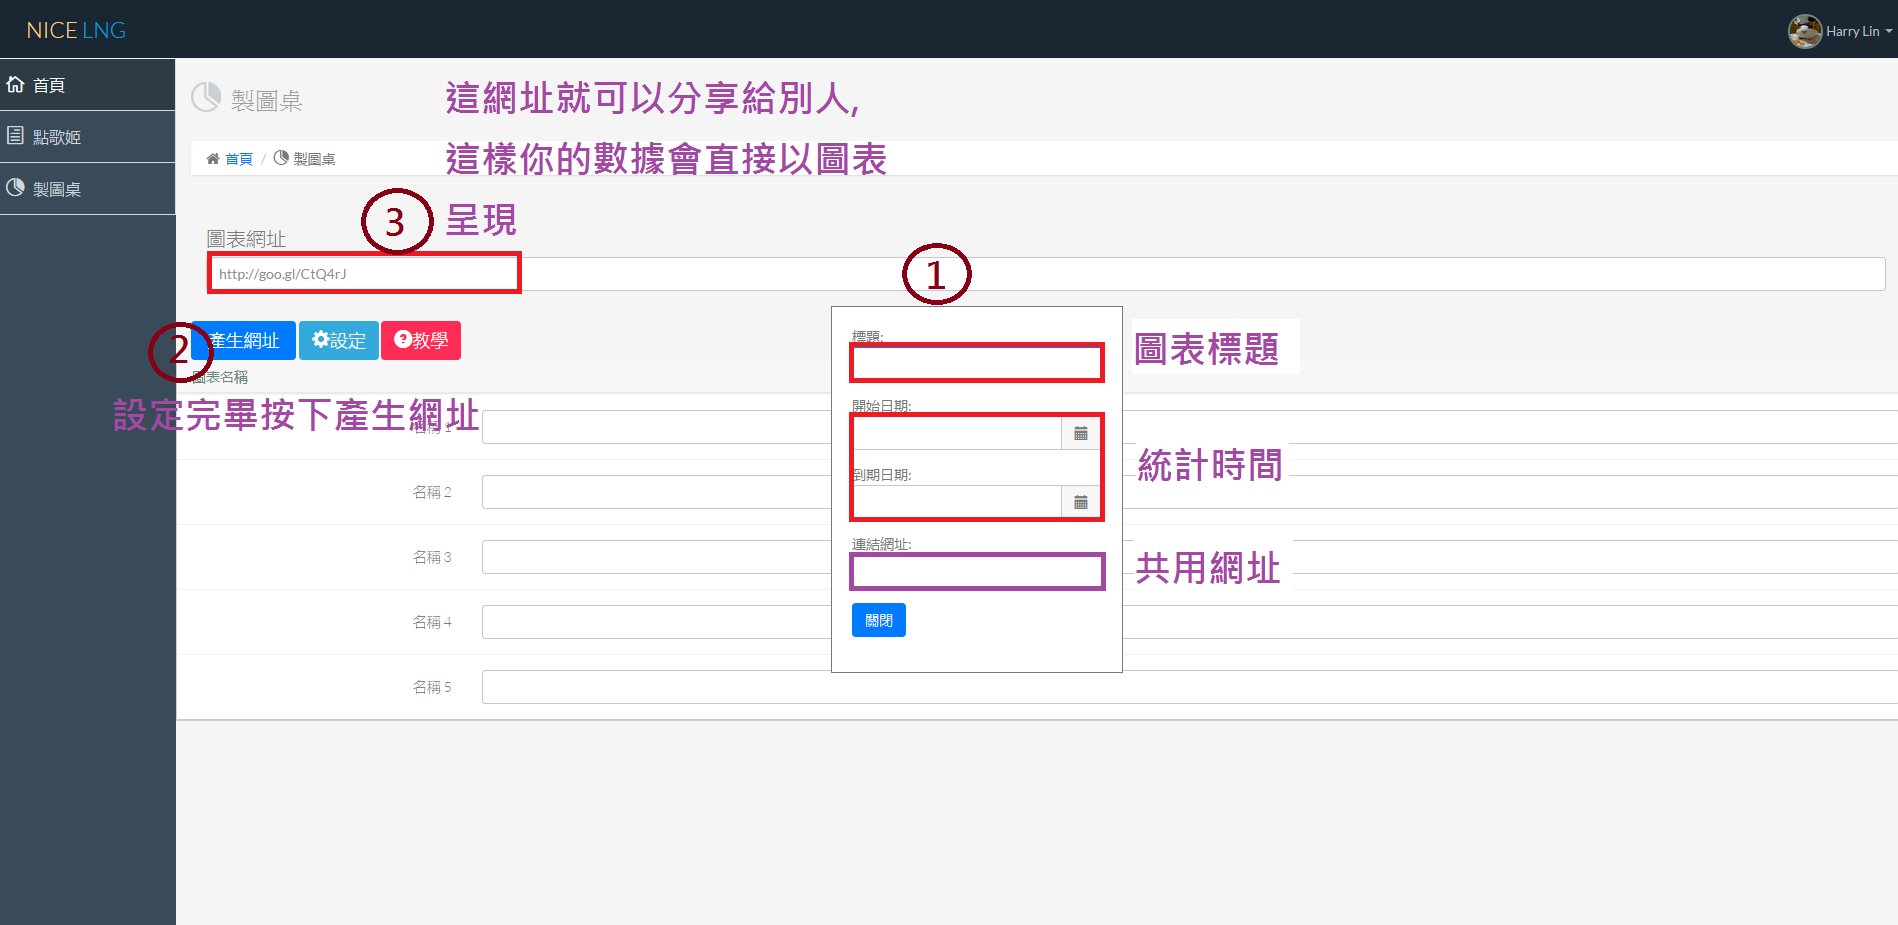 NICE LNG
Harry Lin
首頁
點歌姬
製圖桌
製圖桌
這網址就可以分享給別人,
這樣你的數據會直接以圖表
呈現
首頁 / 製圖桌
3
圖表網址
http://goo.gl/CtQ4rJ
1
產生網址
設定
教學
2
圖表名稱
設定完畢按下產生網址
名稱 1
名稱 2
名稱 3
名稱 4
名稱 5
標題:
圖表標題
開始日期:
到期日期:
統計時間
連結網址:
共用網址
關閉